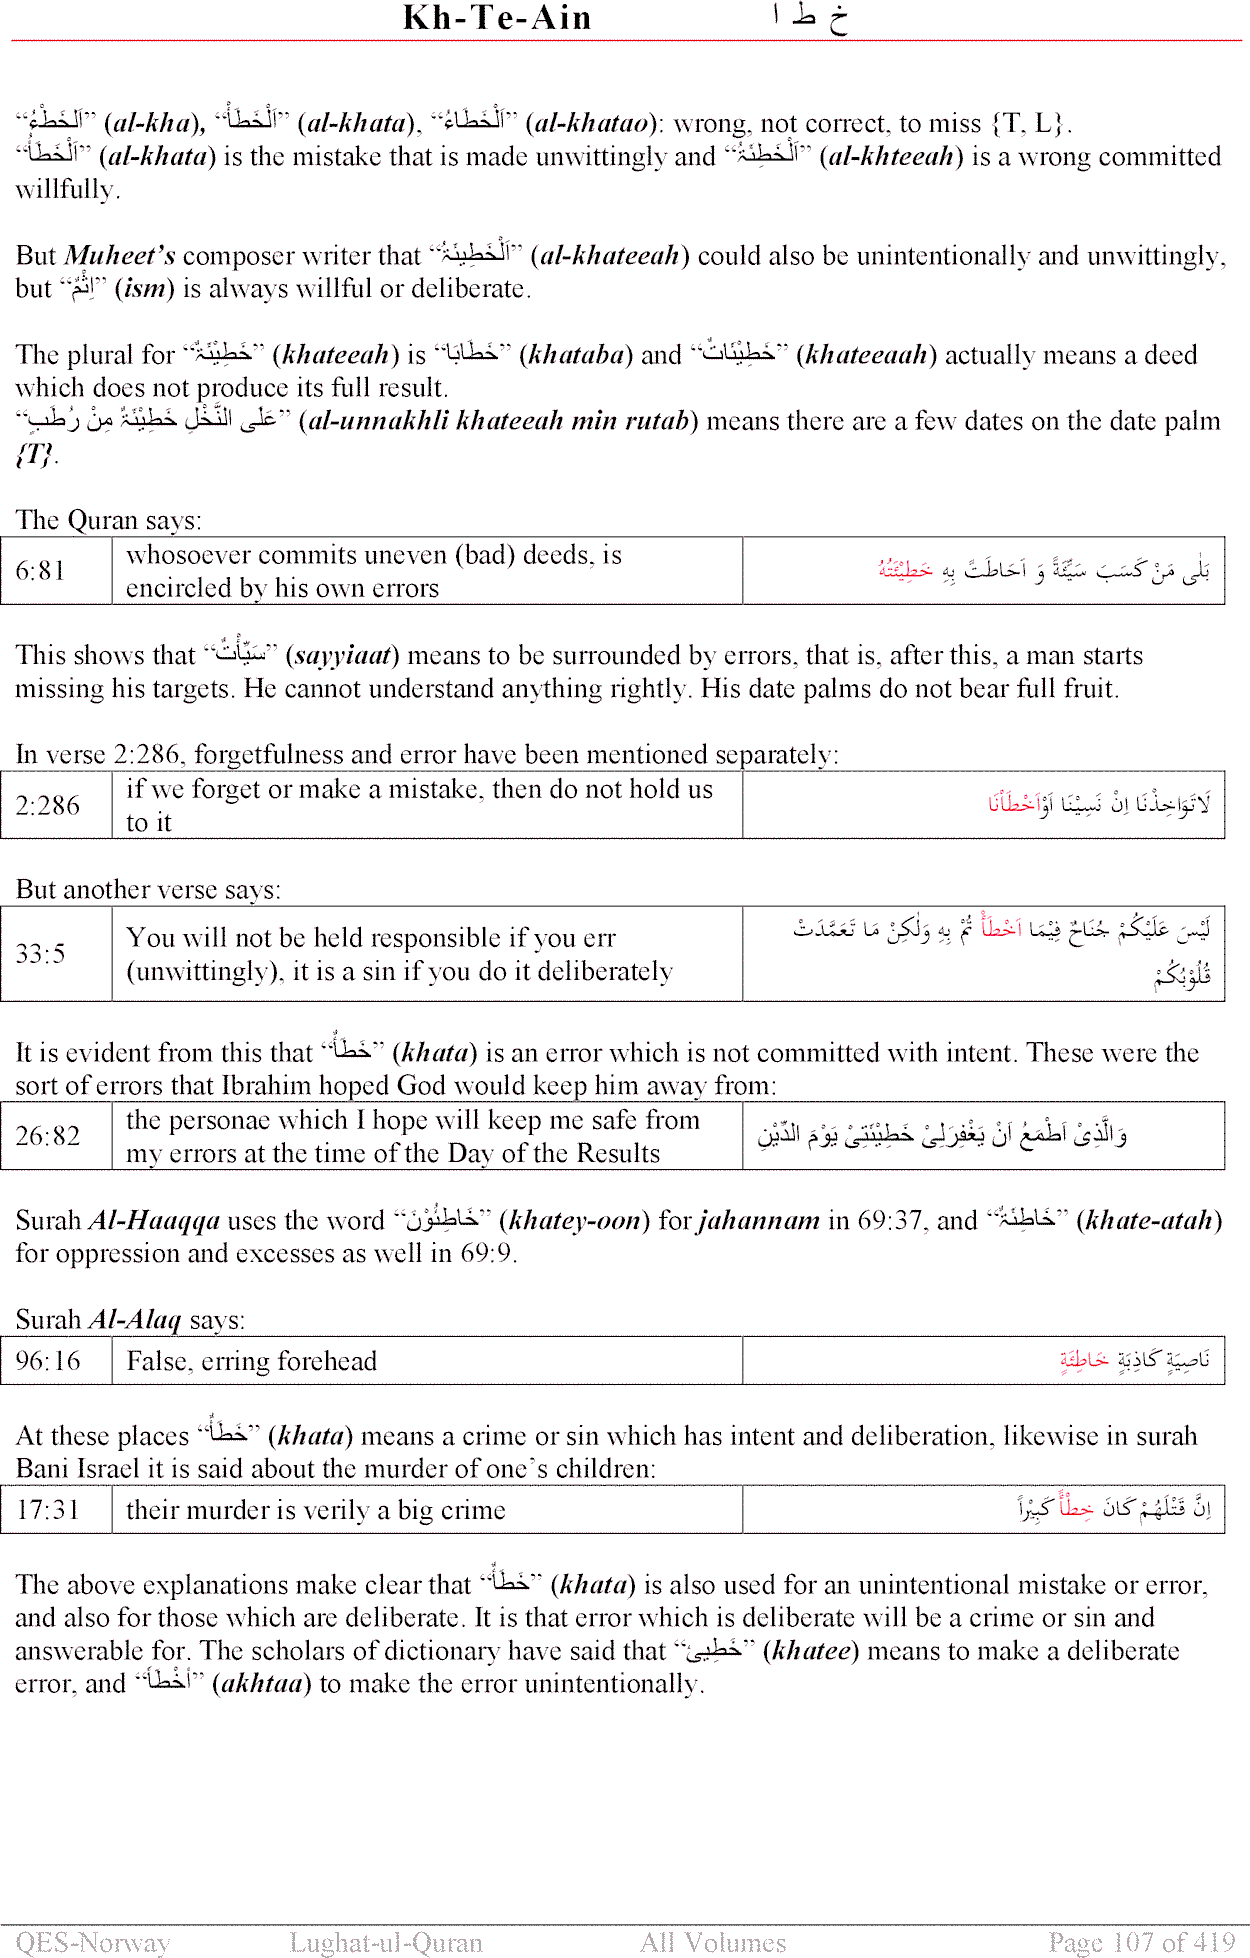 Kh-Te-Ain خ ط ا
“اَلْخَطْءُ” (al-kha), “اَلْخَطَأْ” (al-khata), “اَلْخَطَاءُ” (al-khatao): wrong, not correct, to miss {T, L}.
“اَلْخَطَأُ” (al-khata) is the mistake that is made unwittingly and “اَلْخَطِئَۃُ” (al-khteeah) is a wrong committed
willfully.
But Muheet’s composer writer that “اَلْخَطِیئَۃُ” (al-khateeah) could also be unintentionally and unwittingly,
but “اِثْمٌ” (ism) is always willful or deliberate.
The plural for “خَطِیْئَۃٌ” (khateeah) is “خَطَابَا” (khataba) and “خَطِیْئَاتٌ” (khateeaah) actually means a deed
which does not produce its full result.
“عَلَی النَّخْلِ خَطِیْئَۃٌ مِنْ رُطَبٍ” (al-unnakhli khateeah min rutab) means there are a few dates on the date palm
{T}.
The Quran says:
6:81 whosoever commits uneven (bad) deeds, is بَلٰی مَنْ کَسَبَ سَیِّئَۃً وَ اَحَاطَتْ بِہِ خَطِیْئَتُہُ
encircled by his own errors
This shows that “سَیِّأْتٌ” (sayyiaat) means to be surrounded by errors, that is, after this, a man starts
missing his targets. He cannot understand anything rightly. His date palms do not bear full fruit.
In verse 2:286, forgetfulness and error have been mentioned separately:
2:286 if we forget or make a mistake, then do not hold us لَاتَوَاخِذْنَا اِنْ نَسِیْنَا اَوْاَخْطَاْنَا
to it
But another verse says:
33:5 You will not be held responsible if you err لَیْسَ عَلَیْکُمْ جُنَاحٌ فِیْمَا اَخْطَأْ تُمْ بِہِ وَلٰکِنْ مَا تَعَمَّدَتْ
(unwittingly), it is a sin if you do it deliberately قُلُوْبُکُمْ
It is evident from this that “خَطَأٌ” (khata) is an error which is not committed with intent. These were the
sort of errors that Ibrahim hoped God would keep him away from:
26:82 the personae which I hope will keep me safe from وَالَّذِیْ اَطْمَعُ اَنْ یَغْفِرَلِیْ خَطِیْئَتِیْ یَوْمَ الدِّیْنِ
my errors at the time of the Day of the Results
Surah Al-Haaqqa uses the word “خَاطِئُوْنَ” (khatey-oon) for jahannam in 69:37, and “خَاطِئَۃٌ” (khate-atah)
for oppression and excesses as well in 69:9.
Surah Al-Alaq says:
96:16 False, erring forehead نَاصِیَۃٍ کَاذِبَۃٍ خَاطِئَۃٍ
At these places “خَطَأٌ” (khata) means a crime or sin which has intent and deliberation, likewise in surah
Bani Israel it is said about the murder of one’s children:
17:31 their murder is verily a big crime اِنَّ قَتْلَہُمْ کَانَ خِطْأً کَبِیْراً
The above explanations make clear that “خَطَأٌ” (khata) is also used for an unintentional mistake or error,
and also for those which are deliberate. It is that error which is deliberate will be a crime or sin and
answerable for. The scholars of dictionary have said that “خَطِیئَ” (khatee) means to make a deliberate
error, and “اَخْطَأَ” (akhtaa) to make the error unintentionally.
QES-Norway Lughat-ul-Quran All Volumes Page 107 of 419